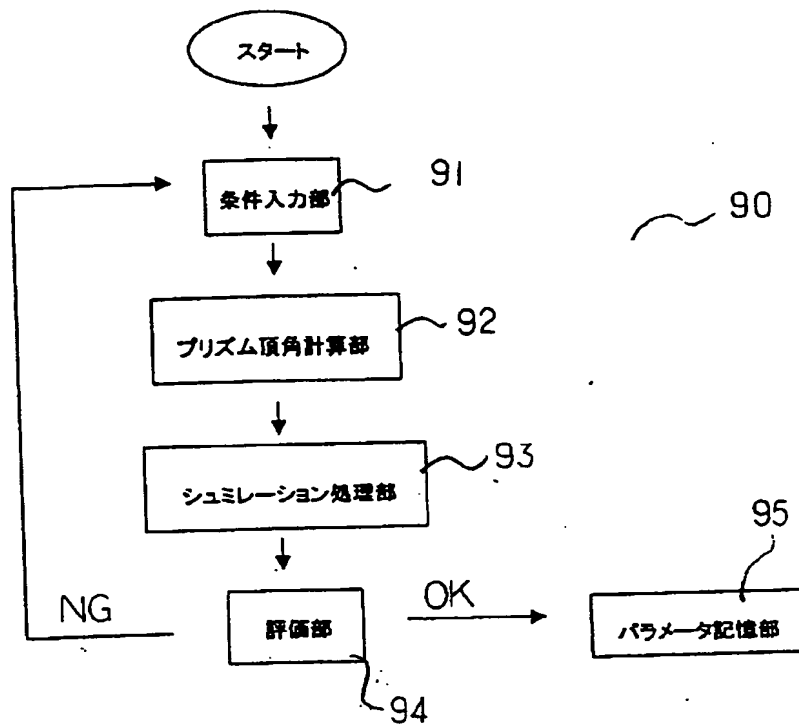 スタート
条件入力部
91
90
プリズム頂角計算部
92
シュミレーション処理部
93
95
NG
評価部
OK
パラメータ記憶部
94